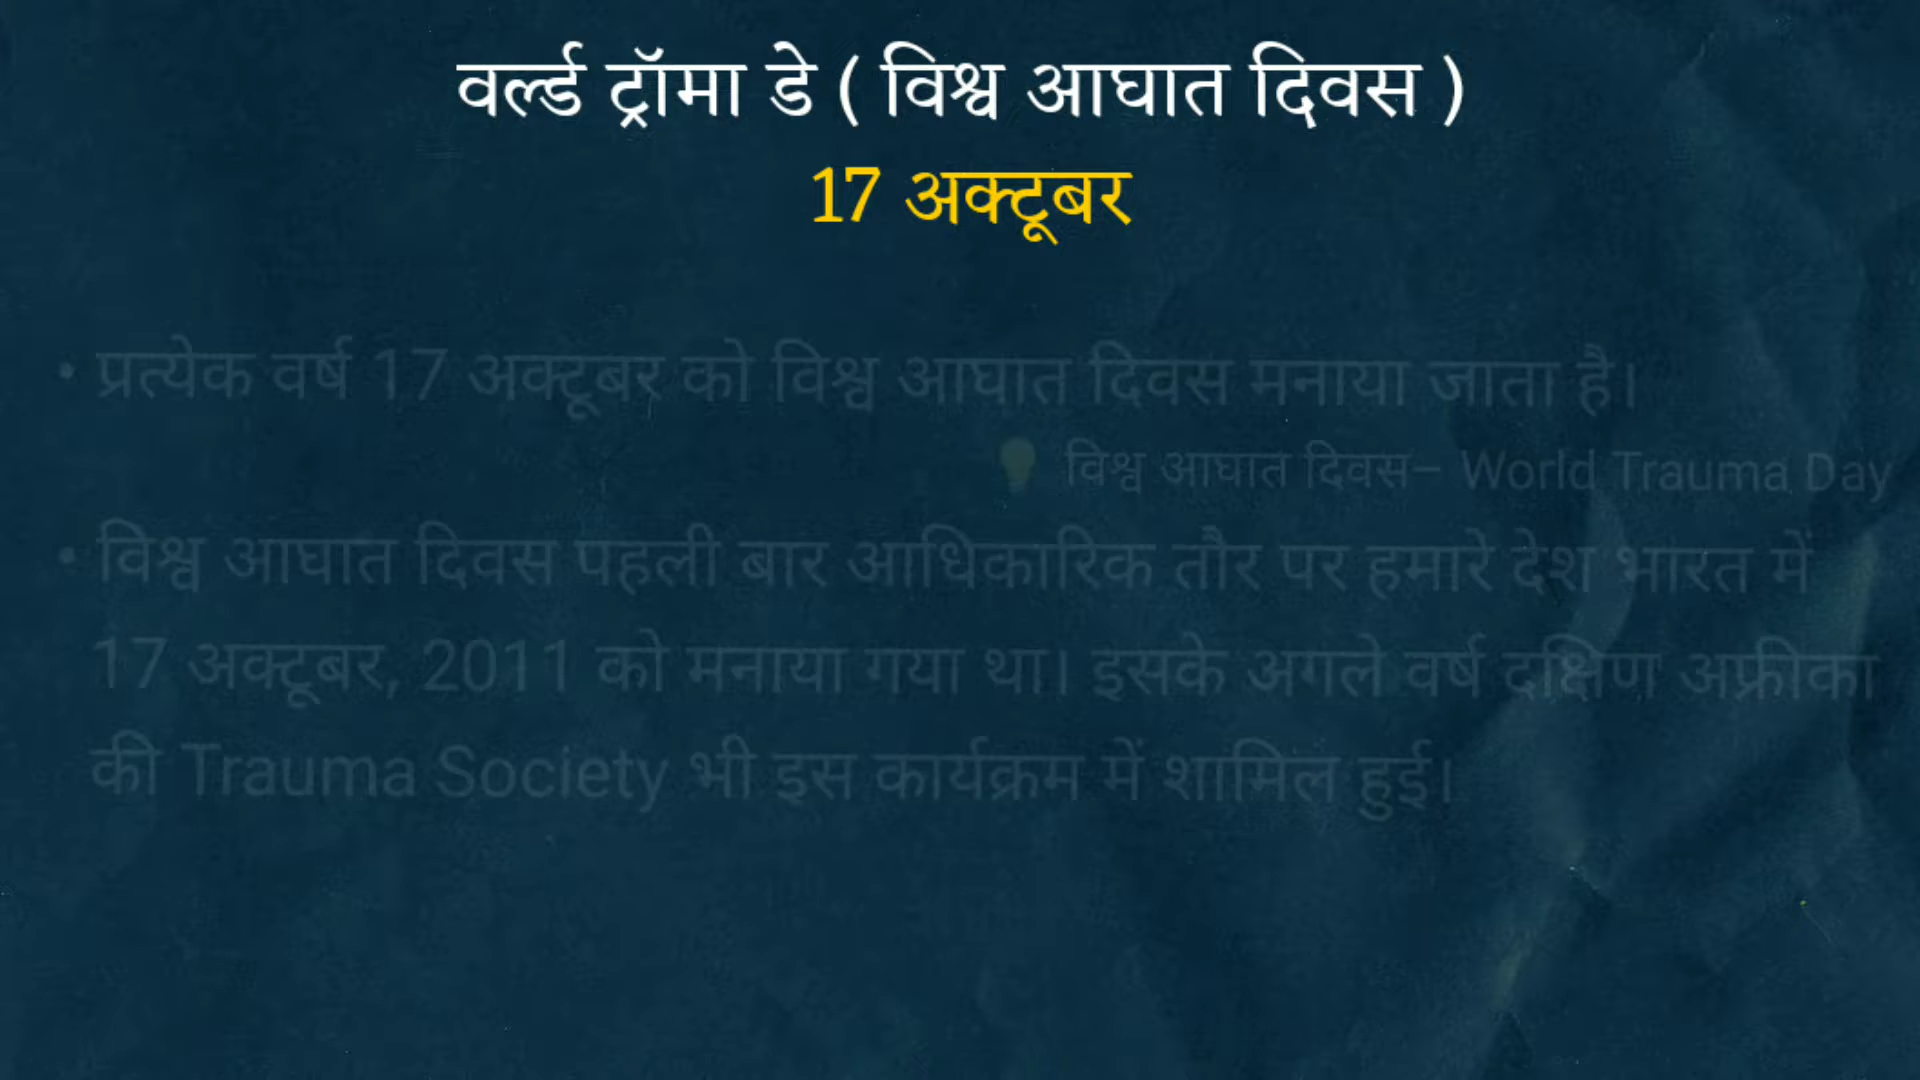 वर्ल्ड ट्रॉमा डे ( विश्व आघात दिवस )
17 अक्टूबर
• प्रत्येक वर्ष 17 अक्टूबर को विश्व आघात दिवस मनाया जाता है।
विश्व आघात दिवस– World Trauma Day
• विश्व आघात दिवस पहली बार आधिकारिक तौर पर हमारे देश भारत में
17 अक्टूबर, 2011 को मनाया गया था। इसके अगले वर्ष दक्षिण अफ्रीका
की Trauma Society भी इस कार्यक्रम में शामिल हुई।